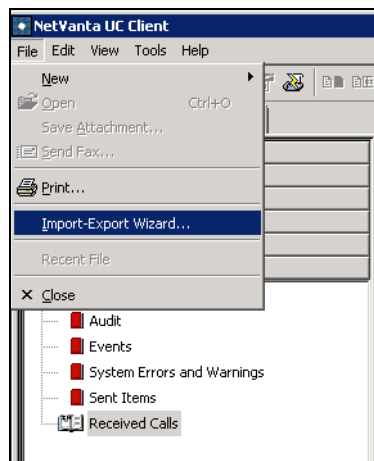 NetVanta UC Client
File Edit View Tools Help
New
Open Ctrl+O
Save Attachment...
Send Fax...
Print...
Import-Export Wizard...
Recent File
Close
Audit
Events
System Errors and Warnings
Sent Items
Received Calls